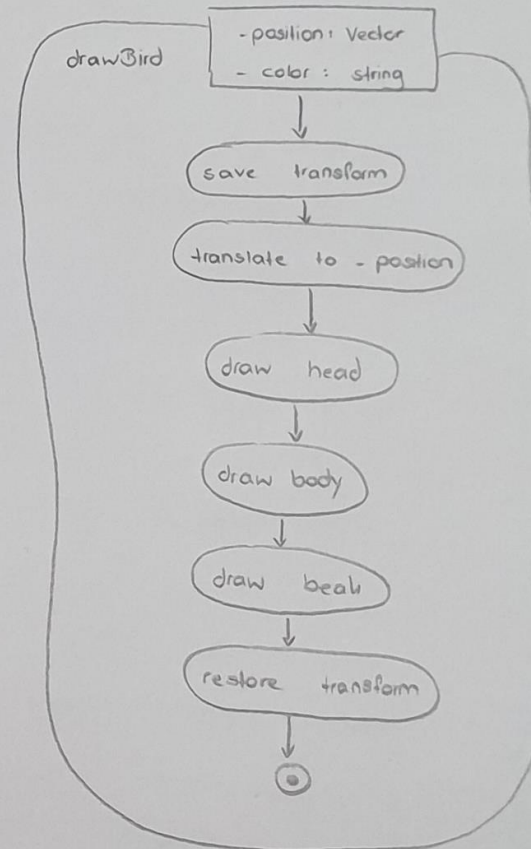 drawBird
-position: Vector
- color: string
save transform
translate to - position
draw head
draw body
draw beak
restore transform